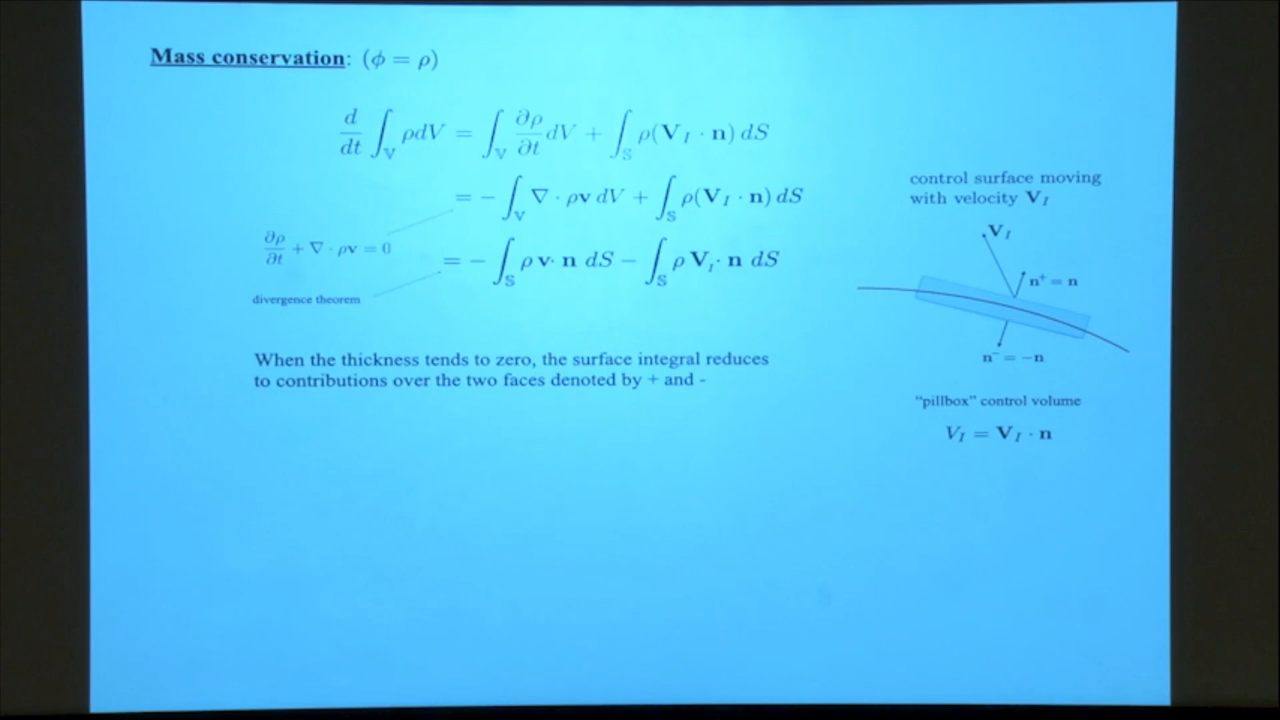 Mass conservation: (ϕ = ρ)
d/dt ∫_V ρdV = ∫_V ∂ρ/∂t dV + ∫_S ρ(V_I · n) dS
= − ∫_V ∇ · ρv dV + ∫_S ρ(V_I · n) dS
∂ρ/∂t + ∇ · ρv = 0
= − ∫_S ρ v · n dS − ∫_S ρ V_I · n dS
divergence theorem
When the thickness tends to zero, the surface integral reduces
to contributions over the two faces denoted by + and -
control surface moving
with velocity V_I
V_I
n⁺ = n
n⁻ = −n
"pillbox" control volume
V_I = V_I · n